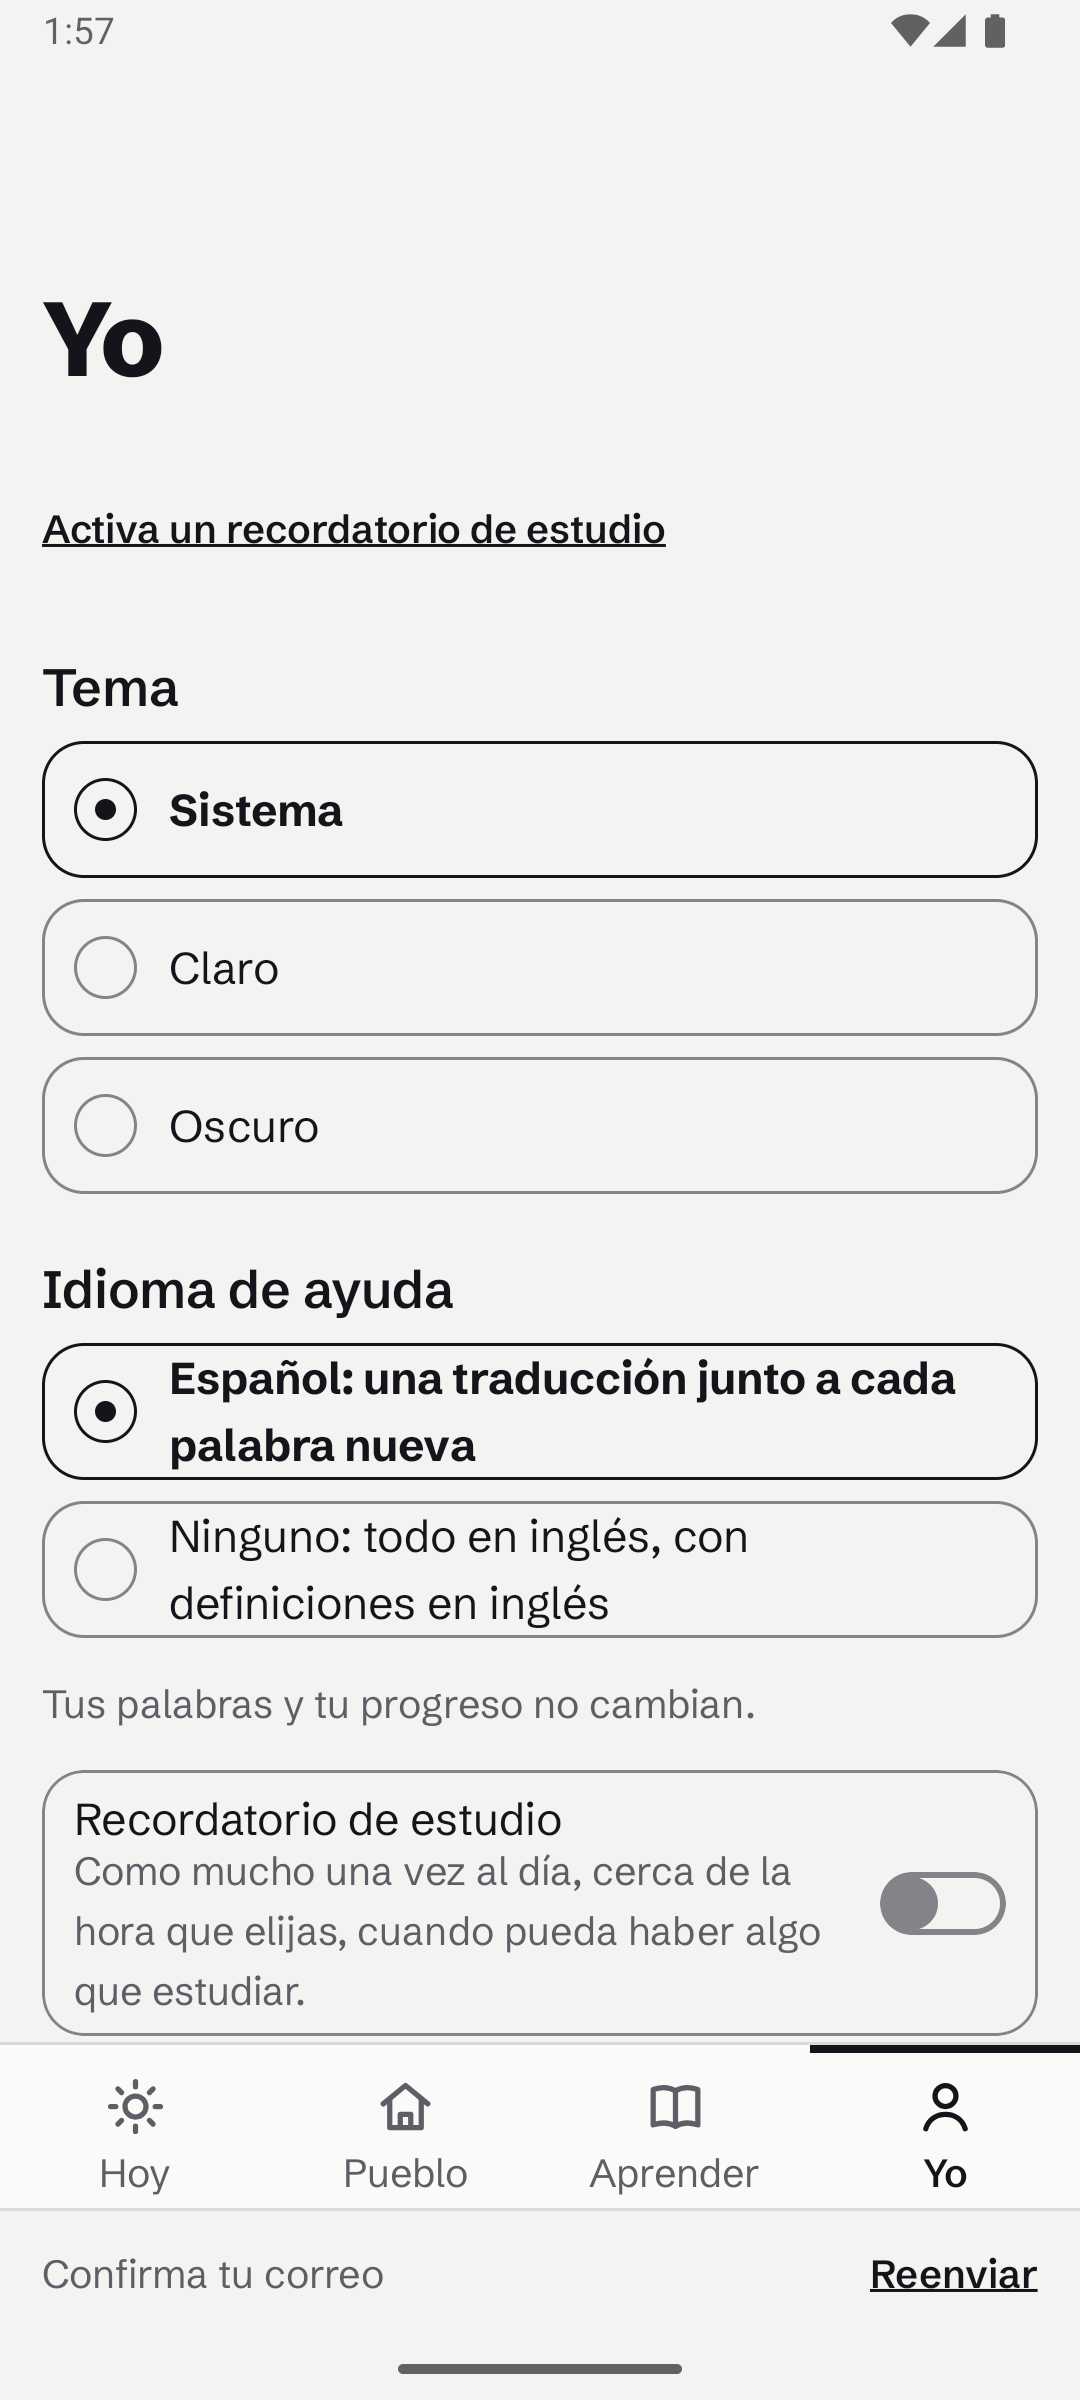 1:57
Yo
Activa un recordatorio de estudio
Tema
Sistema
Claro
Oscuro
Idioma de ayuda
Español: una traducción junto a cada
palabra nueva
Ninguno: todo en inglés, con
definiciones en inglés
Tus palabras y tu progreso no cambian.
Recordatorio de estudio
Como mucho una vez al día, cerca de la
hora que elijas, cuando pueda haber algo
que estudiar.
Hoy
Pueblo
Aprender
Yo
Confirma tu correo
Reenviar